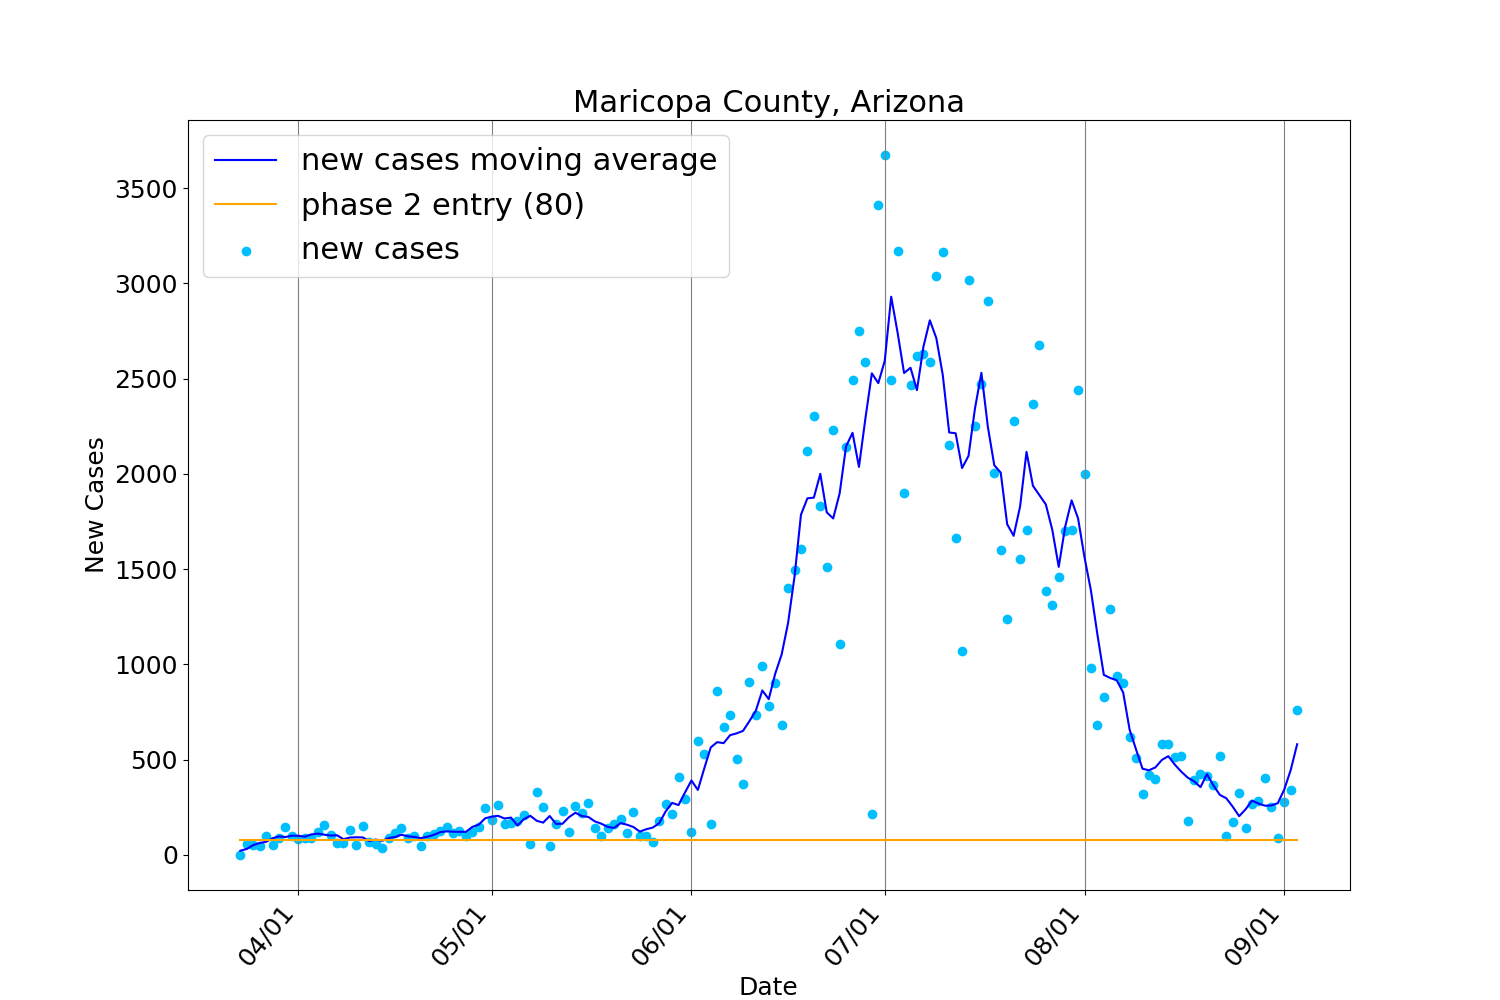 Maricopa County, Arizona
new cases moving average
phase 2 entry (80)
new cases
New Cases
3500
3000
2500
2000
1500
1000
500
0
04/01
05/01
06/01
07/01
08/01
09/01
Date